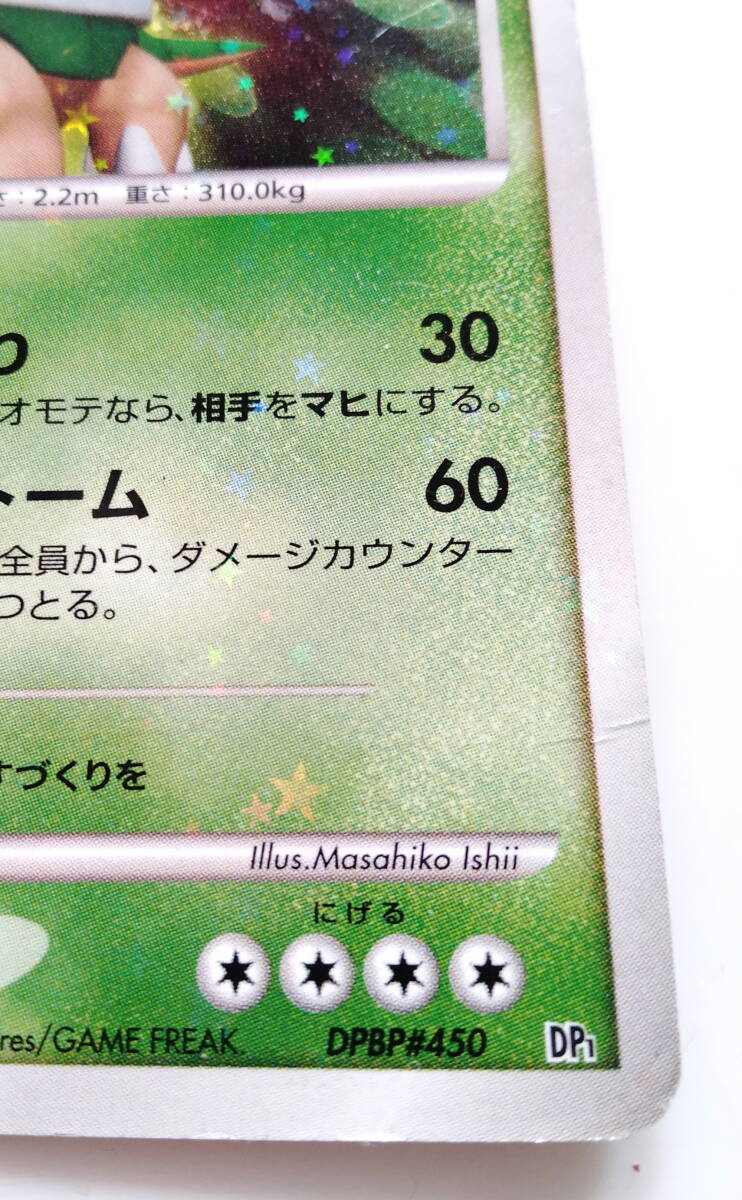 さ：2.2m 重さ：310.0kg
30
オモテなら、相手をマヒにする。
トーム 60
全員から、ダメージカウンター
つとる。
すづくりを
Illus.Masahiko Ishii
にげる
res/GAME FREAK. DPBP#450 DP1